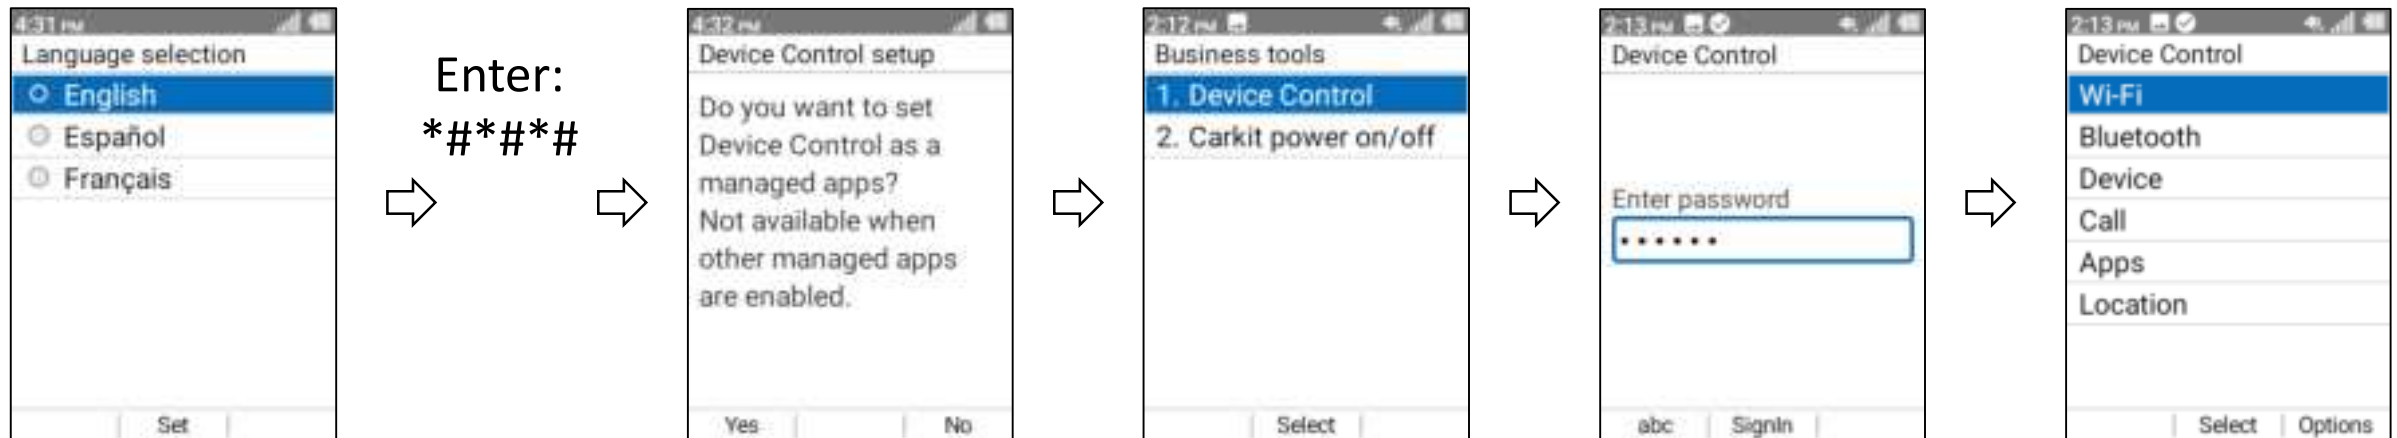 4:31 PM
Language selection
English
Español
Français
Set
Enter:
*#*#*#
4:32 PM
Device Control setup
Do you want to set
Device Control as a
managed apps?
Not available when
other managed apps
are enabled.
Yes No
2:12 PM
Business tools
1. Device Control
2. Carkit power on/off
Select
2:13 PM
Device Control
Enter password
abc SignIn
2:13 PM
Device Control
Wi-Fi
Bluetooth
Device
Call
Apps
Location
Select Options